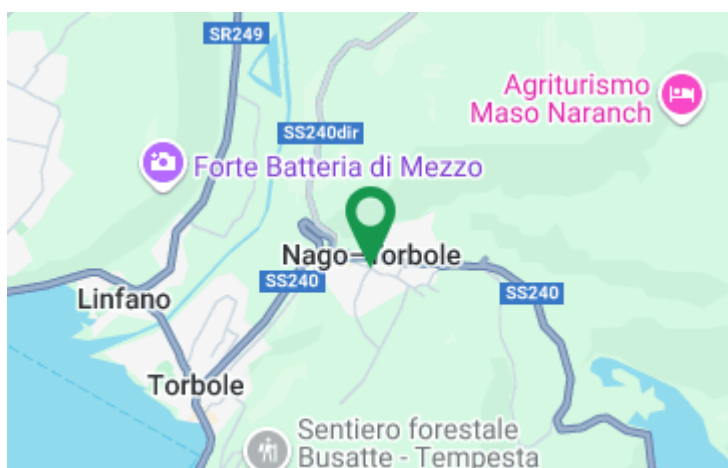 SR249
Agriturismo
Maso Naranch
SS240dir
Forte Batteria di Mezzo
Nago-Torbole
SS240
SS240
Linfano
Torbole
Sentiero forestale
Busatte - Tempesta